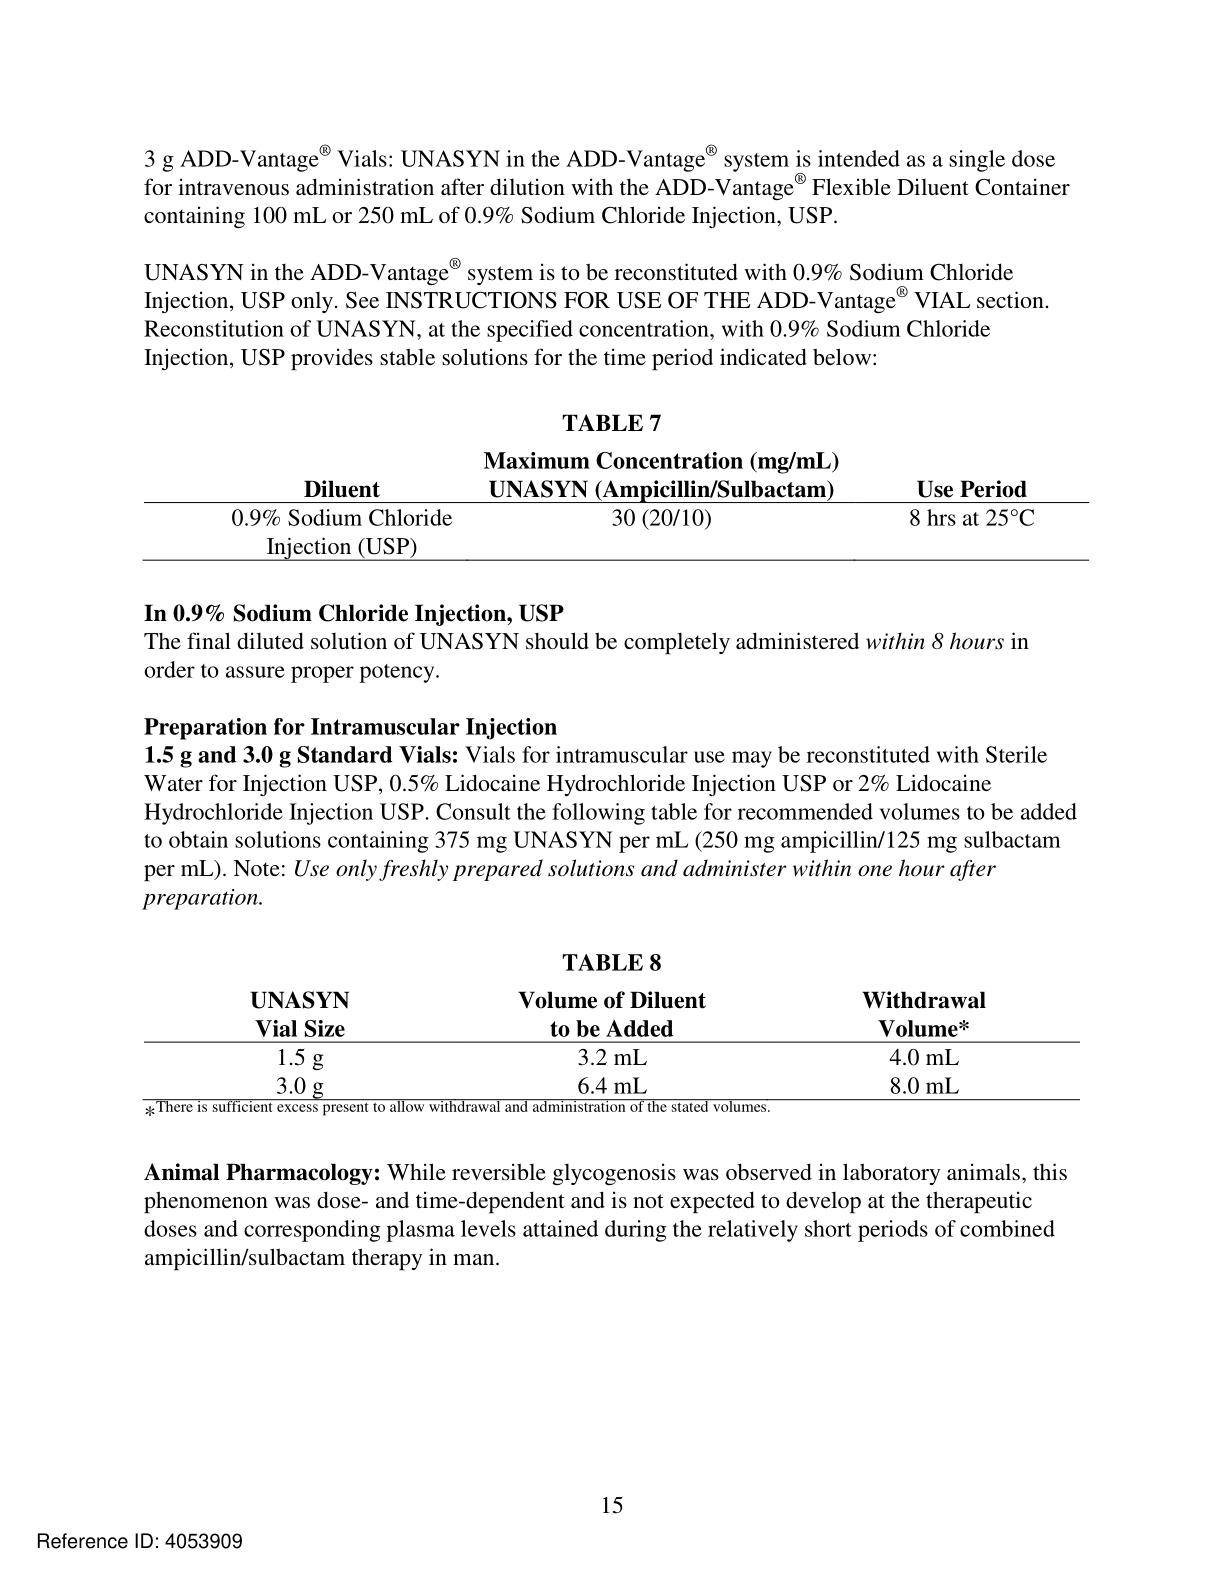 3 g ADD-Vantage® Vials: UNASYN in the ADD-Vantage® system is intended as a single dose
for intravenous administration after dilution with the ADD-Vantage® Flexible Diluent Container
containing 100 mL or 250 mL of 0.9% Sodium Chloride Injection, USP.
UNASYN in the ADD-Vantage® system is to be reconstituted with 0.9% Sodium Chloride
Injection, USP only. See INSTRUCTIONS FOR USE OF THE ADD-Vantage® VIAL section.
Reconstitution of UNASYN, at the specified concentration, with 0.9% Sodium Chloride
Injection, USP provides stable solutions for the time period indicated below:
TABLE 7
Maximum Concentration (mg/mL)
Diluent UNASYN (Ampicillin/Sulbactam) Use Period
0.9% Sodium Chloride 30 (20/10) 8 hrs at 25°C
Injection (USP)
In 0.9% Sodium Chloride Injection, USP
The final diluted solution of UNASYN should be completely administered within 8 hours in
order to assure proper potency.
Preparation for Intramuscular Injection
1.5 g and 3.0 g Standard Vials: Vials for intramuscular use may be reconstituted with Sterile
Water for Injection USP, 0.5% Lidocaine Hydrochloride Injection USP or 2% Lidocaine
Hydrochloride Injection USP. Consult the following table for recommended volumes to be added
to obtain solutions containing 375 mg UNASYN per mL (250 mg ampicillin/125 mg sulbactam
per mL). Note: Use only freshly prepared solutions and administer within one hour after
preparation.
TABLE 8
UNASYN Volume of Diluent Withdrawal
Vial Size to be Added Volume*
1.5 g 3.2 mL 4.0 mL
3.0 g 6.4 mL 8.0 mL
*There is sufficient excess present to allow withdrawal and administration of the stated volumes.
Animal Pharmacology: While reversible glycogenosis was observed in laboratory animals, this
phenomenon was dose- and time-dependent and is not expected to develop at the therapeutic
doses and corresponding plasma levels attained during the relatively short periods of combined
ampicillin/sulbactam therapy in man.
15
Reference ID: 4053909